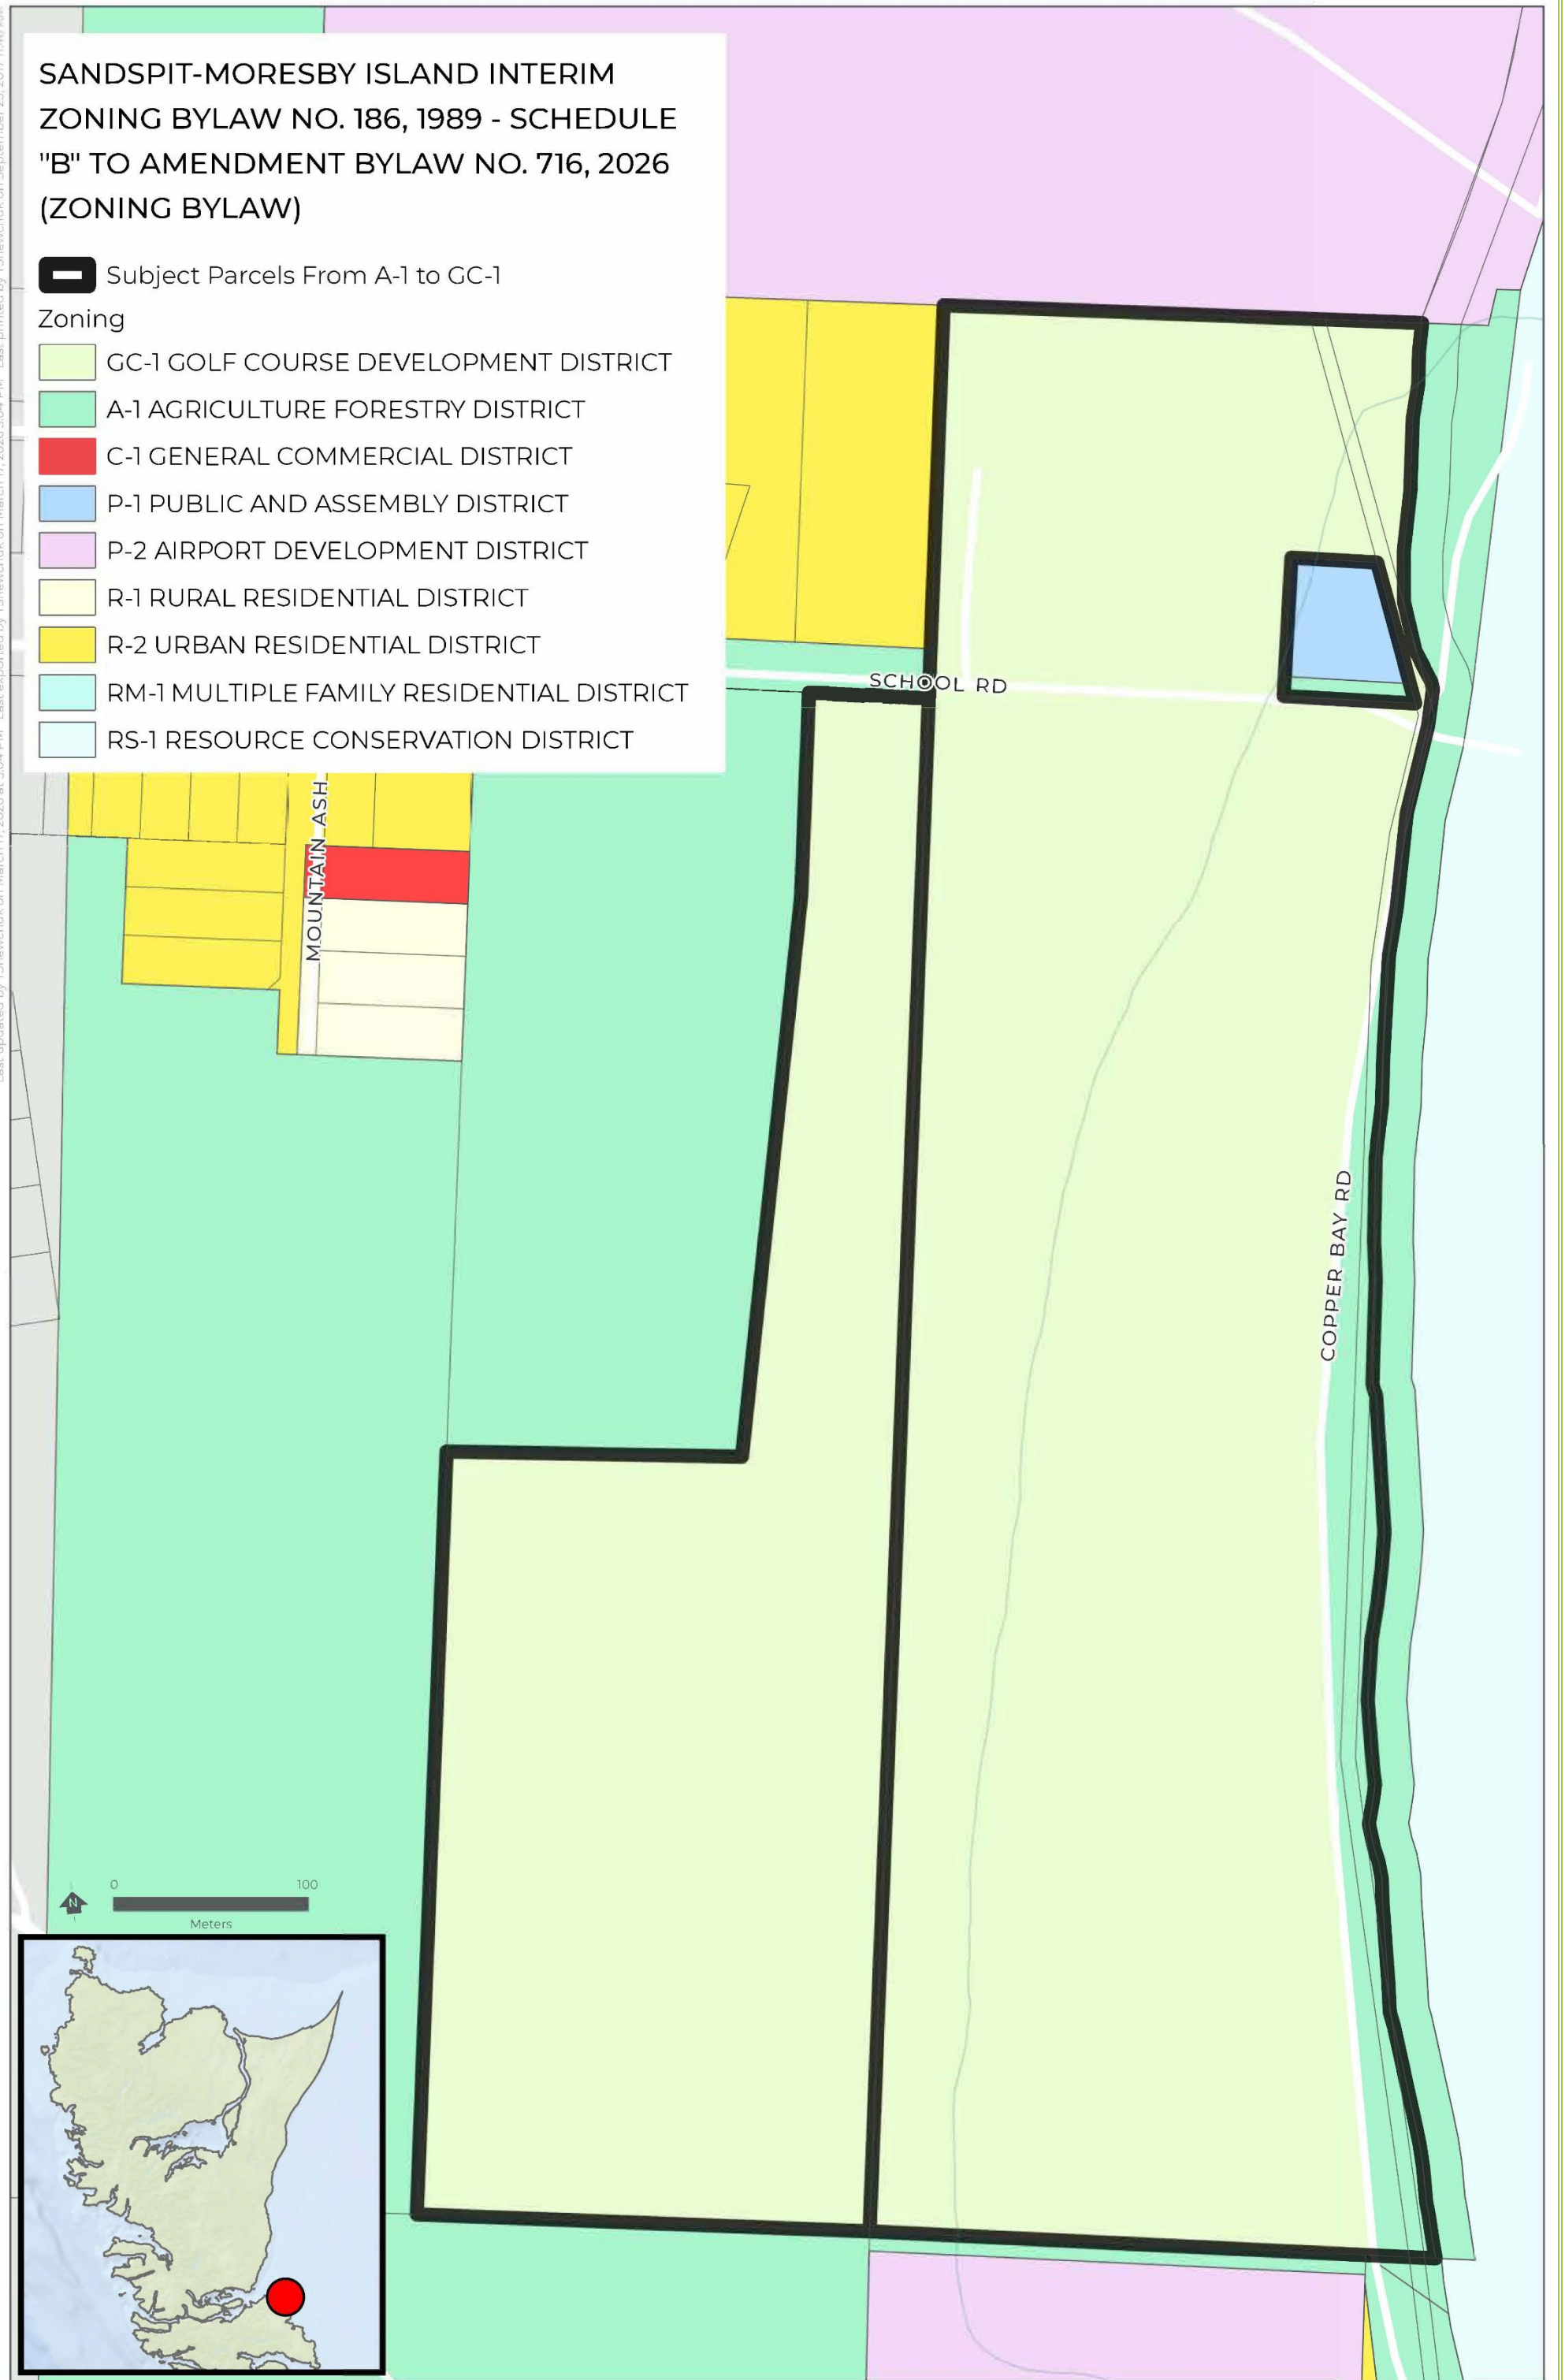 SANDSPIT-MORESBY ISLAND INTERIM
ZONING BYLAW NO. 186, 1989 - SCHEDULE
"B" TO AMENDMENT BYLAW NO. 716, 2026
(ZONING BYLAW)
Subject Parcels From A-1 to GC-1
Zoning
GC-1 GOLF COURSE DEVELOPMENT DISTRICT
A-1 AGRICULTURE FORESTRY DISTRICT
C-1 GENERAL COMMERCIAL DISTRICT
P-1 PUBLIC AND ASSEMBLY DISTRICT
P-2 AIRPORT DEVELOPMENT DISTRICT
R-1 RURAL RESIDENTIAL DISTRICT
R-2 URBAN RESIDENTIAL DISTRICT
RM-1 MULTIPLE FAMILY RESIDENTIAL DISTRICT
RS-1 RESOURCE CONSERVATION DISTRICT
SCHOOL RD
MOUNTAIN ASH
COPPER BAY RD
0 100
N
Meters